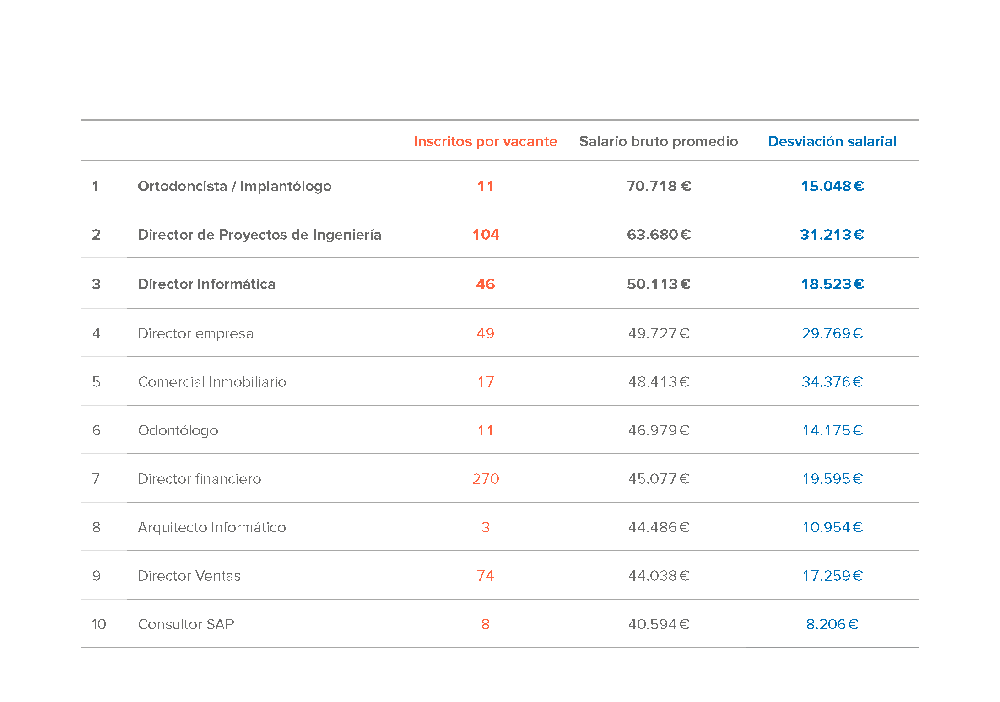 Inscritos por vacante Salario bruto promedio Desviación salarial
1 Ortodoncista / Implantólogo 11 70.718 € 15.048 €
2 Director de Proyectos de Ingeniería 104 63.680 € 31.213 €
3 Director Informática 46 50.113 € 18.523 €
4 Director empresa 49 49.727 € 29.769 €
5 Comercial Inmobiliario 17 48.413 € 34.376 €
6 Odontólogo 11 46.979 € 14.175 €
7 Director financiero 270 45.077 € 19.595 €
8 Arquitecto Informático 3 44.486 € 10.954 €
9 Director Ventas 74 44.038 € 17.259 €
10 Consultor SAP 8 40.594 € 8.206 €